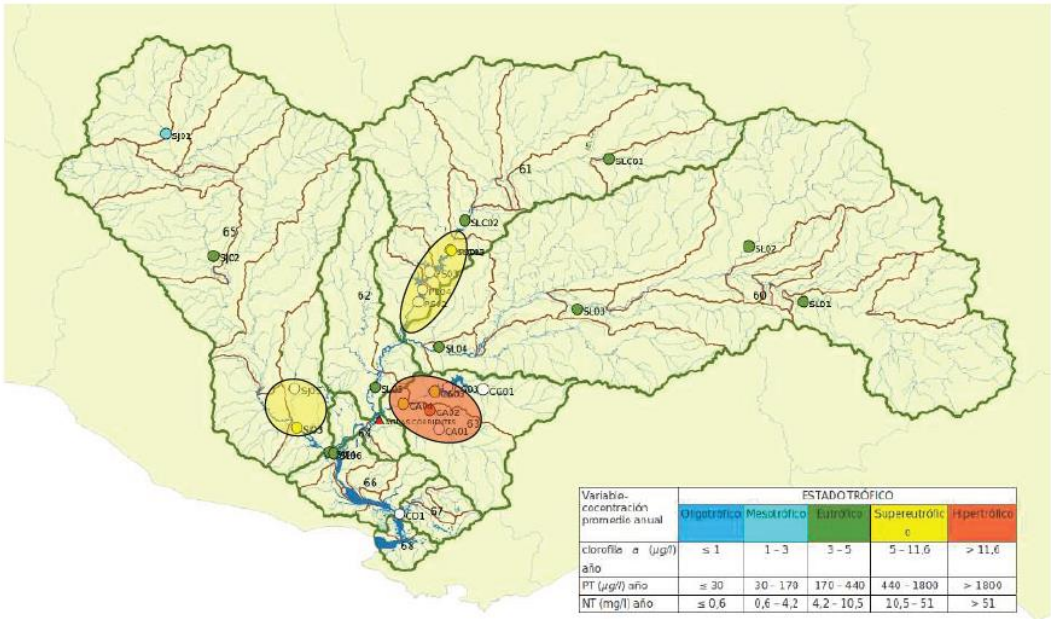 SJ01
SLC01
61
SLC02
65
SL02
SJC2
62
60
SL01
SL03
SL04
CG01
CA02
63
CA01
66
CO1
67
68
Variable-
cocentración
promedio anual
ESTADO TRÓFICO
Oligotrófico
Mesotrófico
Eutrófico
Supereutrófic
o
Hipertrófico
clorofila a (µg/l)
año
≤ 1
1 – 3
3 – 5
5 – 11,6
> 11,6
PT (µg/l) año
≤ 30
30 – 170
170 – 440
440 – 1800
> 1800
NT (mg/l) año
≤ 0,6
0,6 – 4,2
4,2 – 10,5
10,5 – 51
> 51